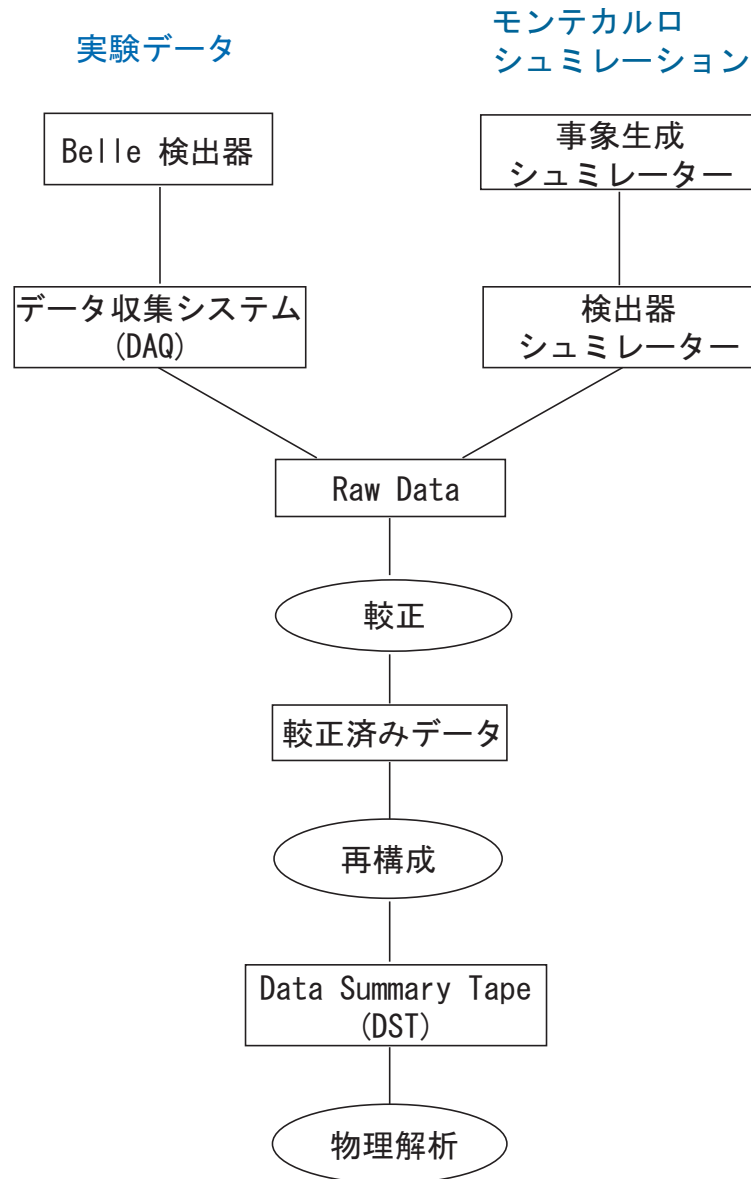 実験データ
モンテカルロ
シュミレーション
Belle 検出器
事象生成
シュミレーター
データ収集システム
(DAQ)
検出器
シュミレーター
Raw Data
較正
較正済みデータ
再構成
Data Summary Tape
(DST)
物理解析